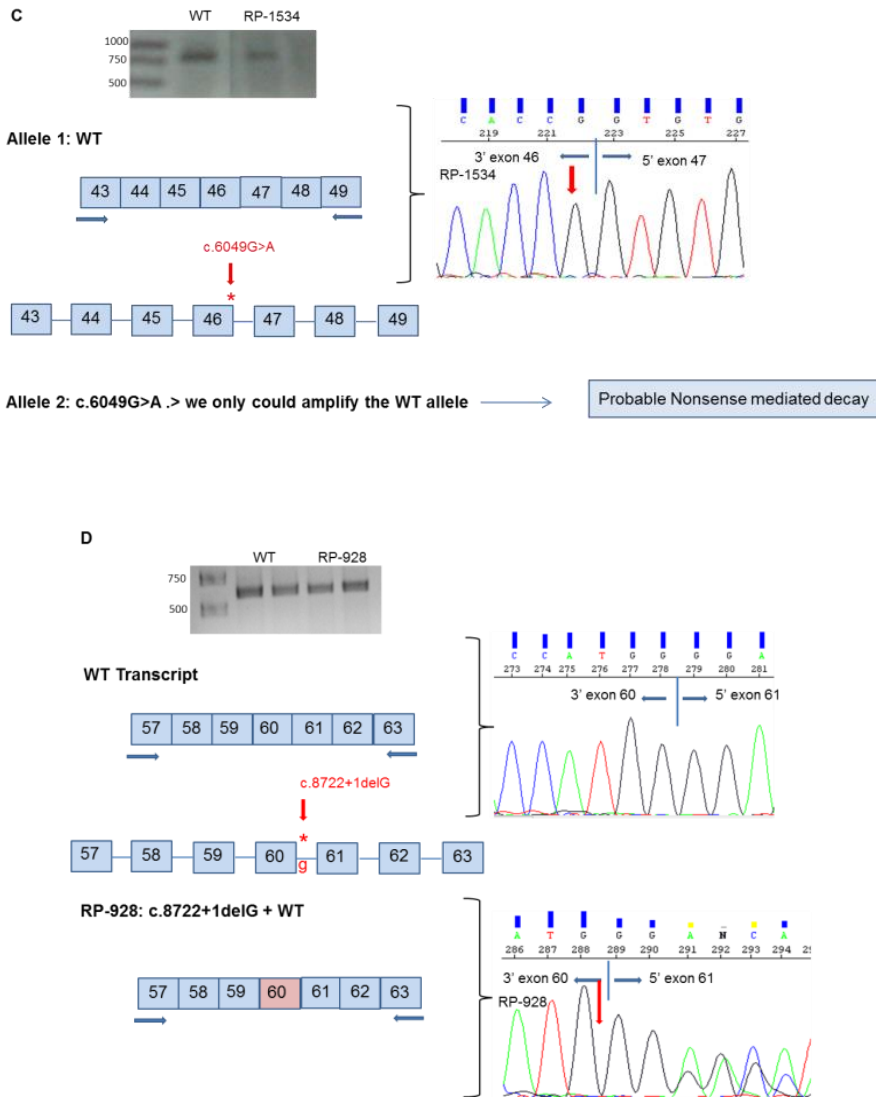 C
WT RP-1534
1000
750
500
C A C C G G T G T G
219 221 223 225 227
3' exon 46 5' exon 47
RP-1534
Allele 1: WT
43 44 45 46 47 48 49
c.6049G>A
*
43 44 45 46 47 48 49
Allele 2: c.6049G>A .> we only could amplify the WT allele
Probable Nonsense mediated decay
D
WT RP-928
750
500
C C A T G G G G A
273 274 275 276 277 278 279 280 281
3' exon 60 5' exon 61
WT Transcript
57 58 59 60 61 62 63
c.8722+1delG
*
57 58 59 60 g 61 62 63
RP-928: c.8722+1delG + WT
A T G G G A N C A
286 287 288 289 290 291 292 293 294
3' exon 60 5' exon 61
RP-928
57 58 59 60 61 62 63